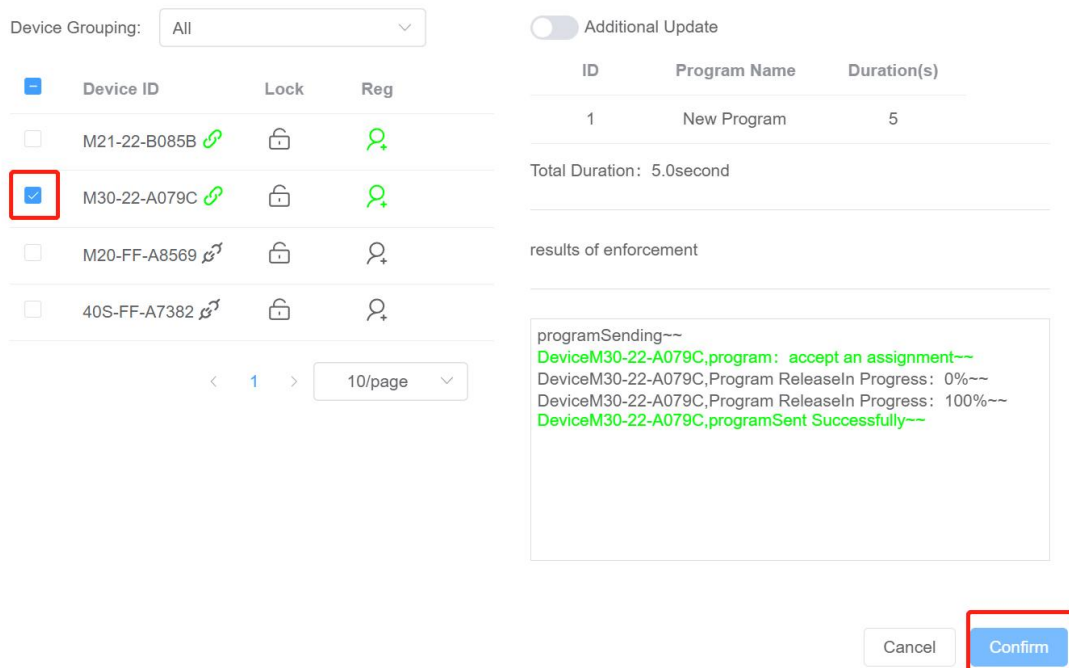 Device Grouping: All
Device ID Lock Reg
M21-22-B085B
M30-22-A079C
M20-FF-A8569
40S-FF-A7382
< 1 > 10/page
Additional Update
ID Program Name Duration(s)
1 New Program 5
Total Duration：5.0second
results of enforcement
programSending~~
DeviceM30-22-A079C,program：accept an assignment~~
DeviceM30-22-A079C,Program ReleaseIn Progress：0%~~
DeviceM30-22-A079C,Program ReleaseIn Progress：100%~~
DeviceM30-22-A079C,programSent Successfully~~
Cancel Confirm